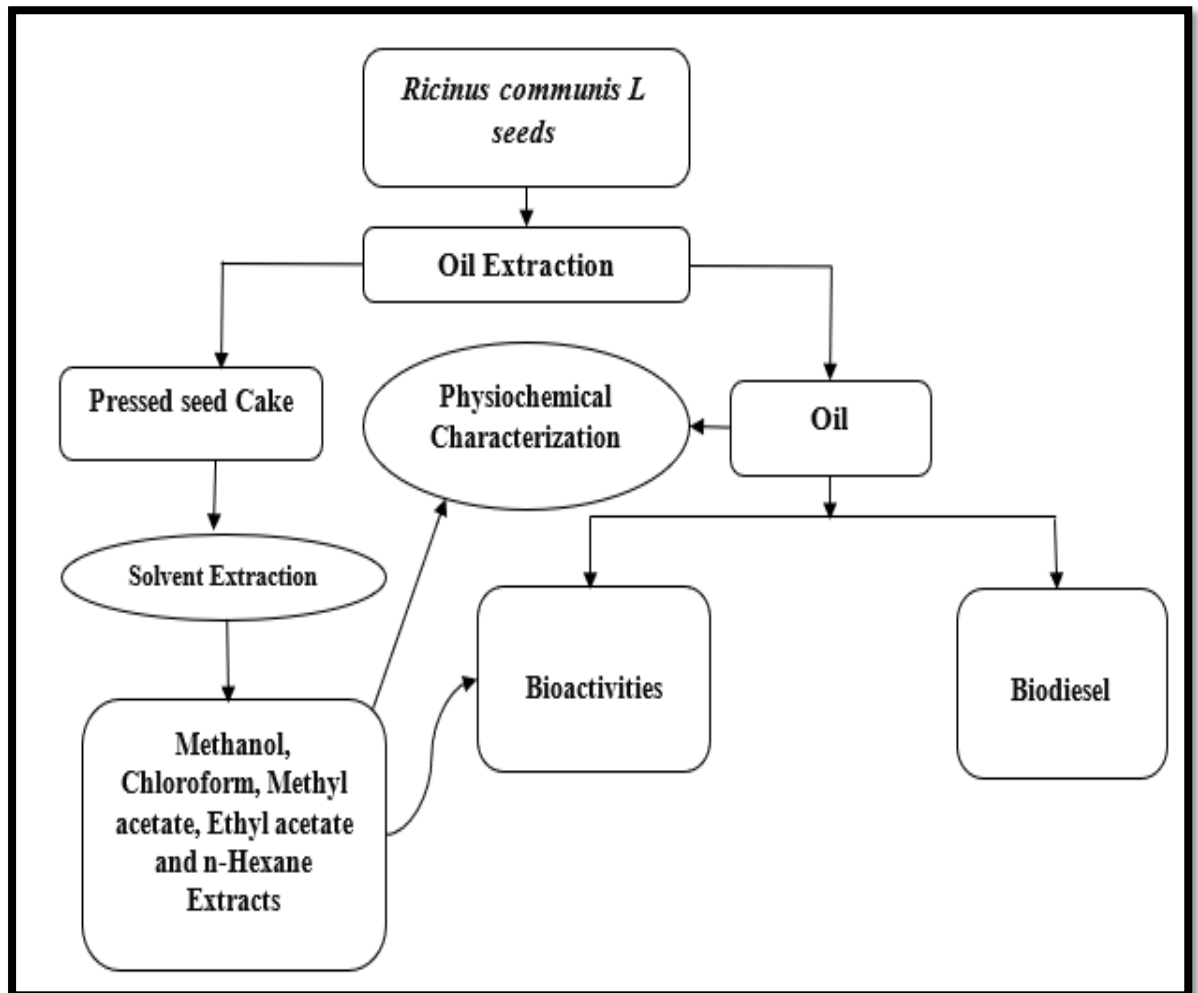 Ricinus communis L
seeds
Oil Extraction
Pressed seed Cake
Physiochemical
Characterization
Oil
Solvent Extraction
Bioactivities
Biodiesel
Methanol,
Chloroform, Methyl
acetate, Ethyl acetate
and n-Hexane
Extracts